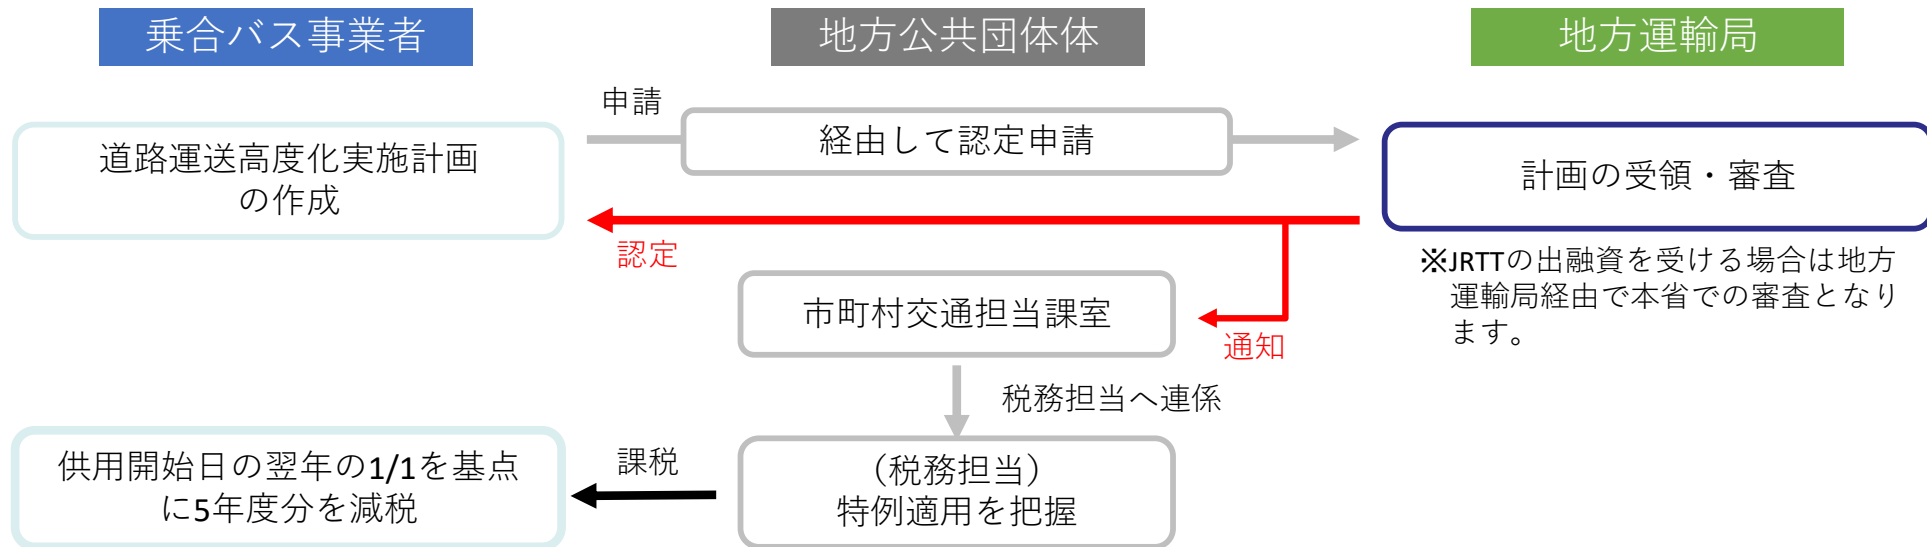 乗合バス事業者
地方公共団体体
地方運輸局
申請
道路運送高度化実施計画
の作成
経由して認定申請
計画の受領・審査
認定
※JRTTの出融資を受ける場合は地方
運輸局経由で本省での審査となり
ます。
市町村交通担当課室
通知
税務担当へ連係
供用開始日の翌年の1/1を基点
に5年度分を減税
課税
（税務担当）
特例適用を把握